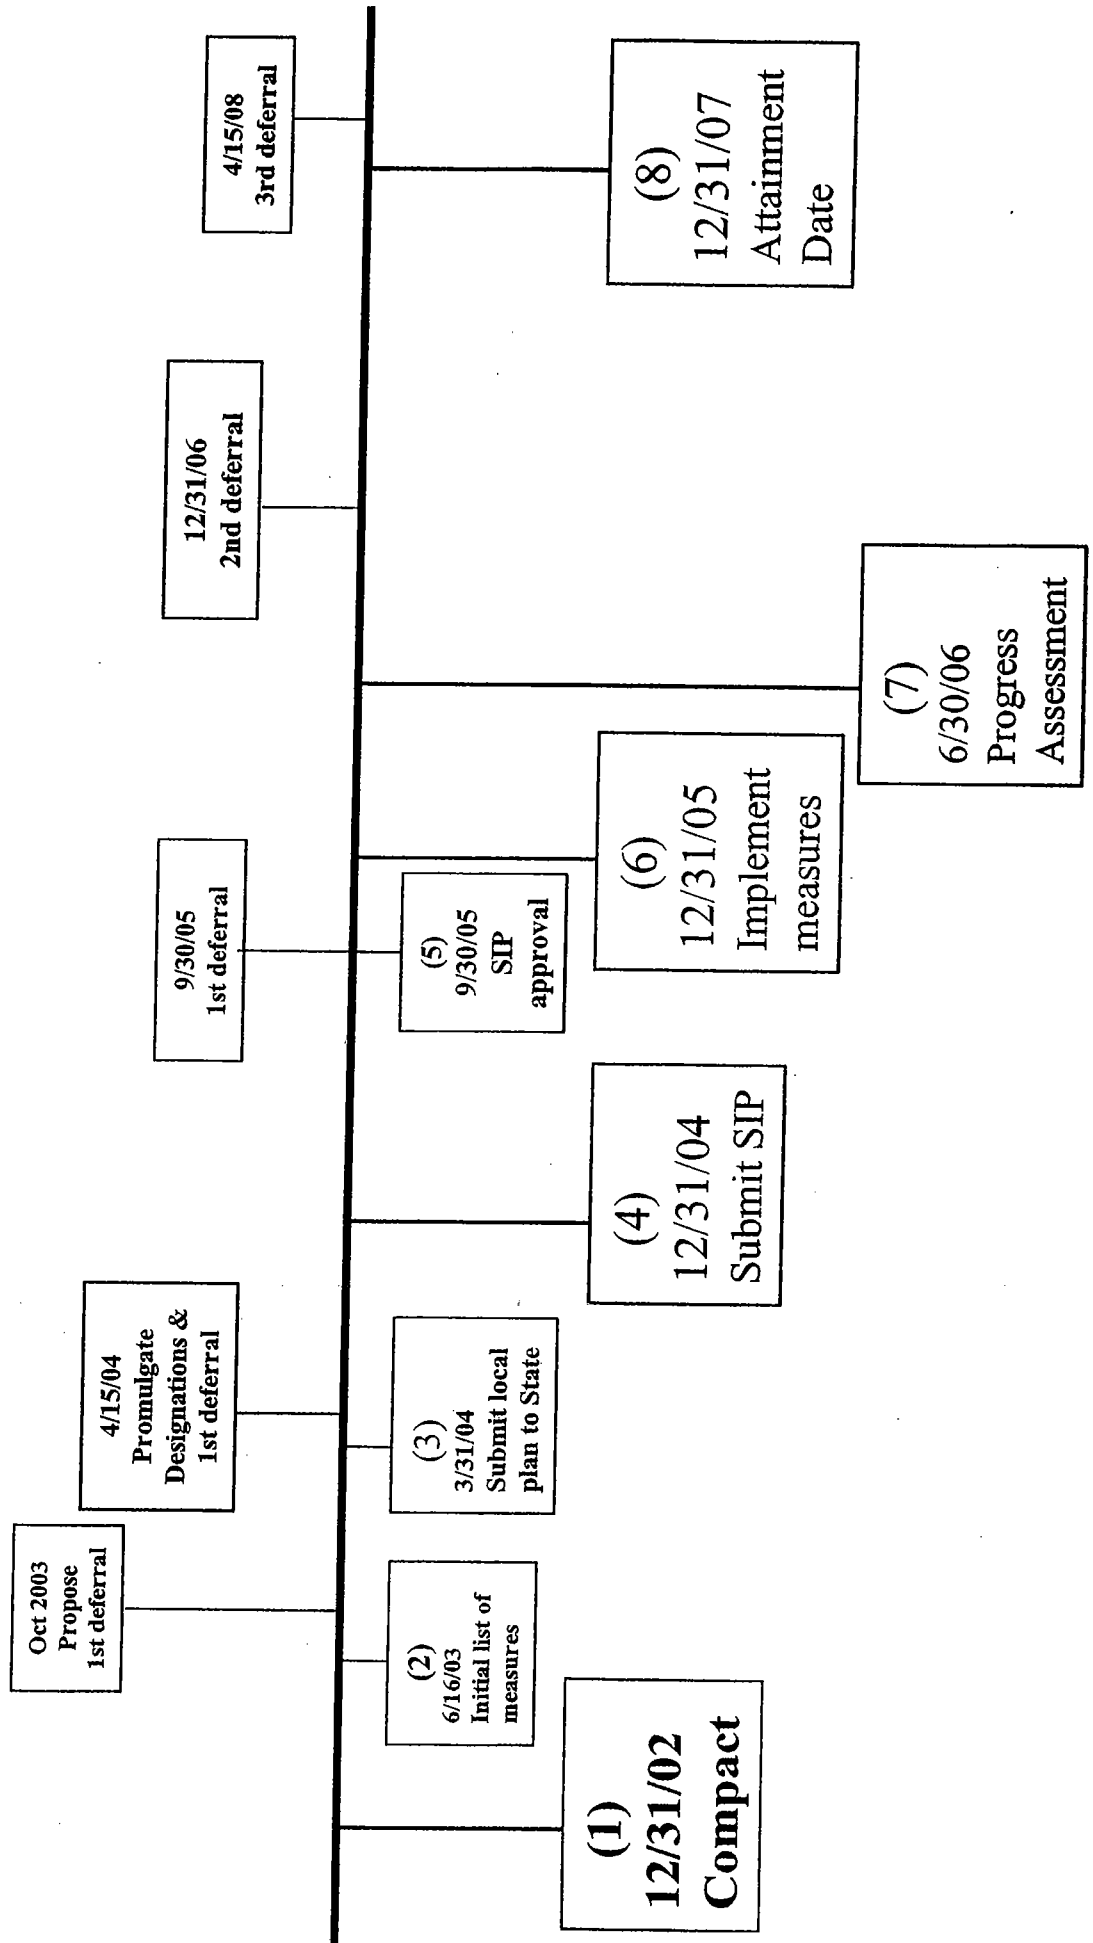 Oct 2003
Propose
1st deferral
4/15/04
Promulgate
Designations &
1st deferral
9/30/05
1st deferral
12/31/06
2nd deferral
4/15/08
3rd deferral
(1)
12/31/02
Compact
(2)
6/16/03
Initial list of
measures
(3)
3/31/04
Submit local
plan to State
(4)
12/31/04
Submit SIP
(5)
9/30/05
SIP
approval
(6)
12/31/05
Implement
measures
(7)
6/30/06
Progress
Assessment
(8)
12/31/07
Attainment
Date